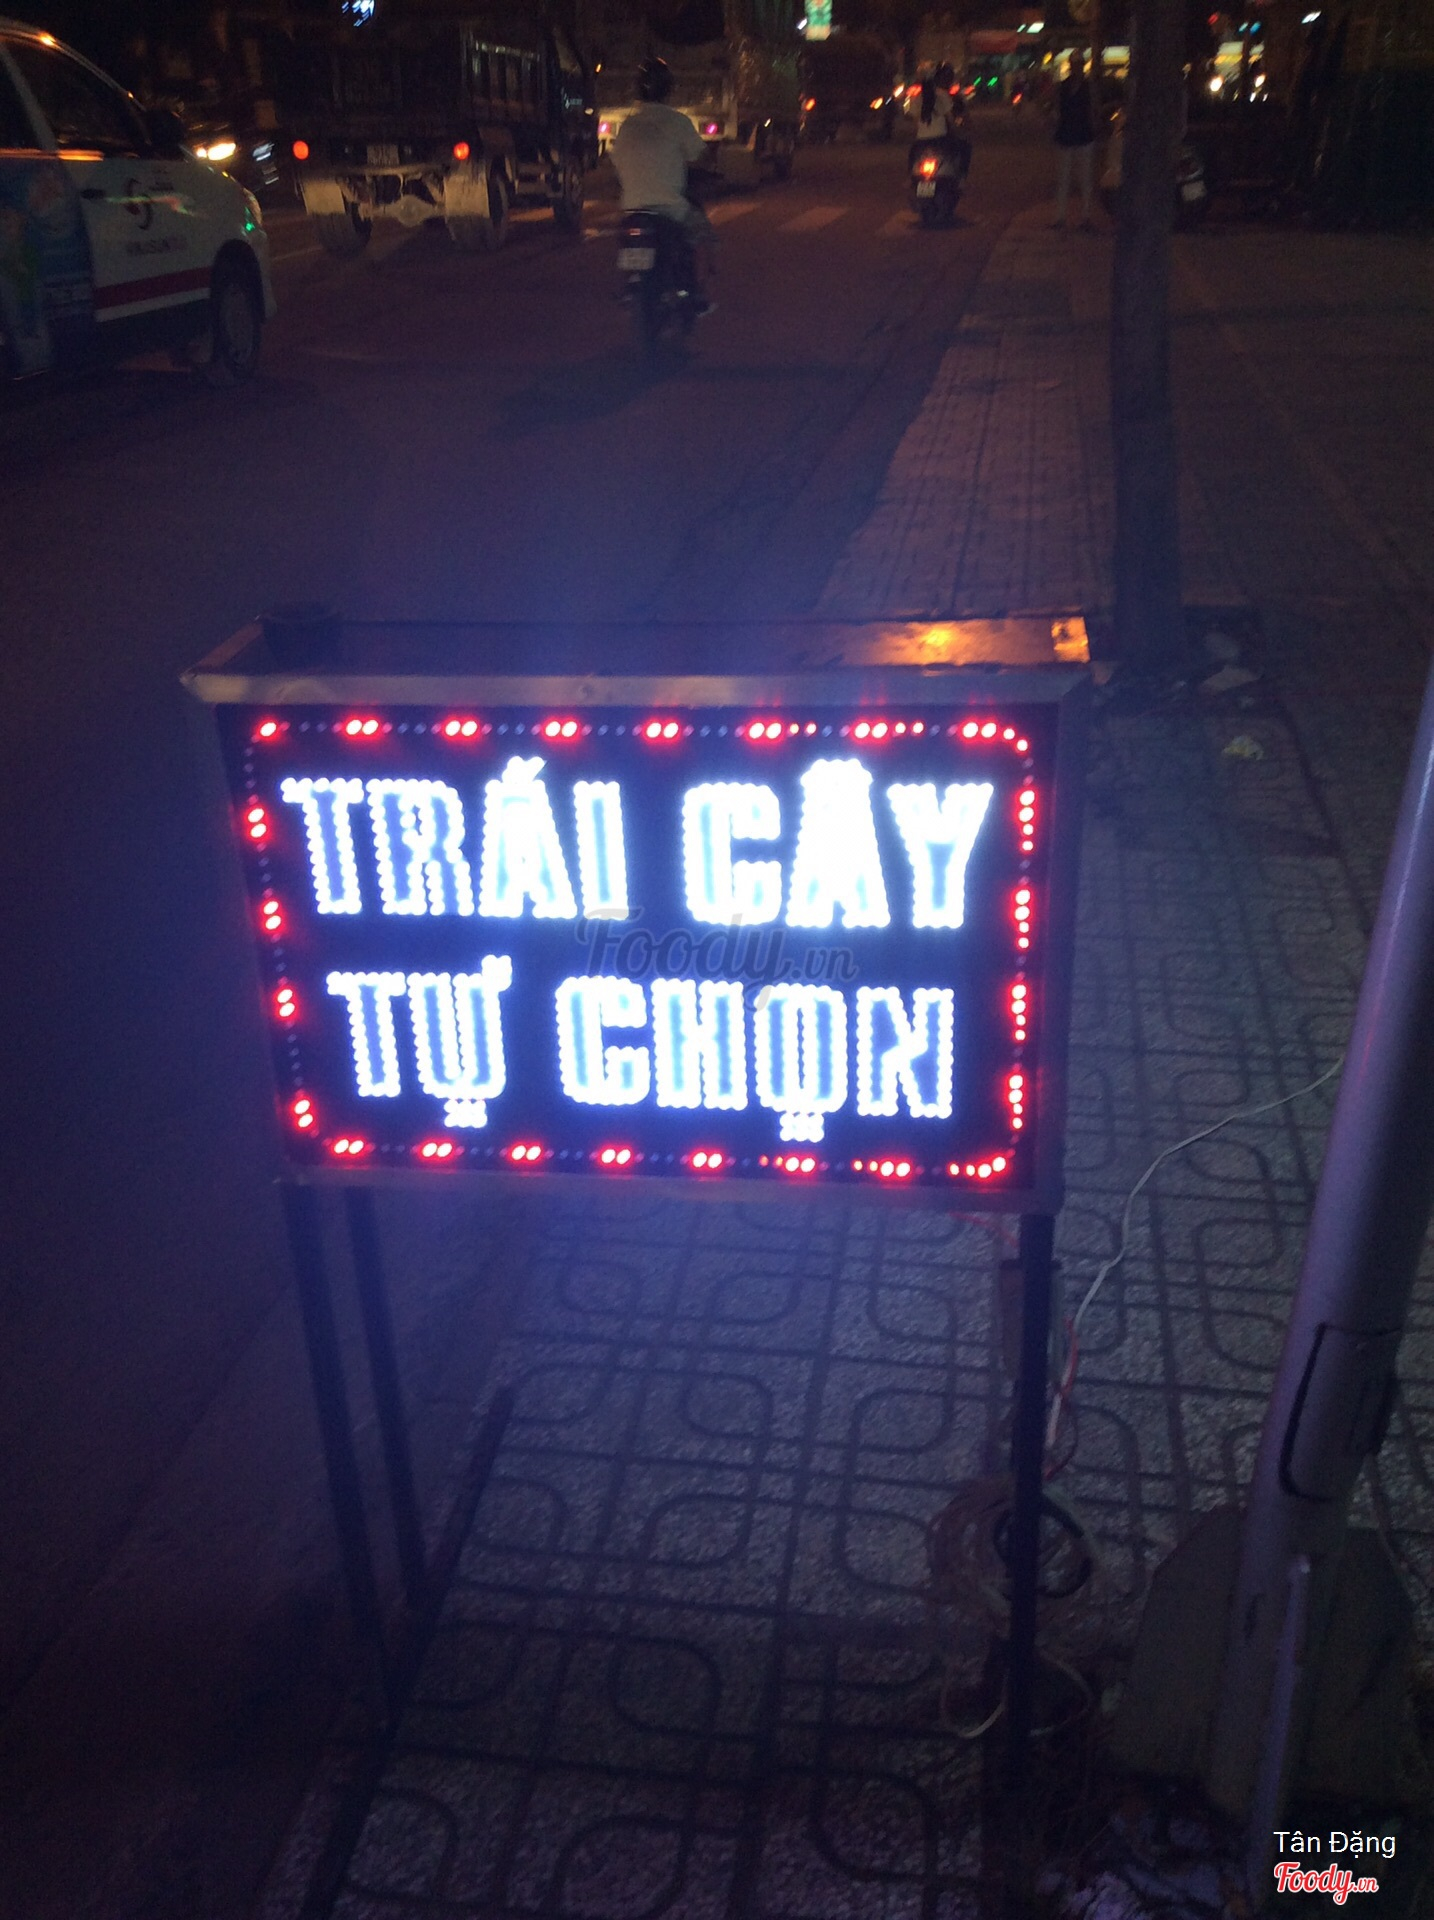 TRÁI CÂY
Foody.vn
TỰ CHỌN
Tân Đặng
Foody.vn